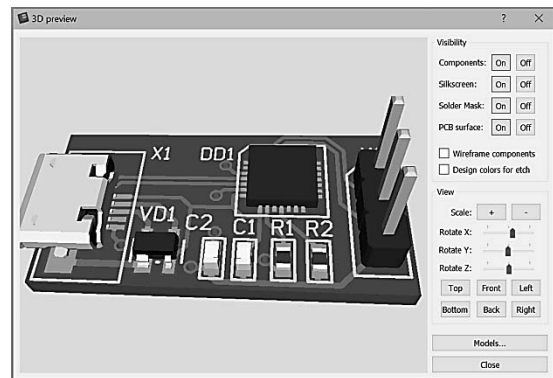 3D preview
? ×
Visibility
Components: On Off
Silkscreen: On Off
Solder Mask: On Off
PCB surface: On Off
Wireframe components
Design colors for etch
View
Scale: + -
Rotate X:
Rotate Y:
Rotate Z:
Top Front Left
Bottom Back Right
Models...
Close
X1 DD1
VD1 C2 C1 R1 R2